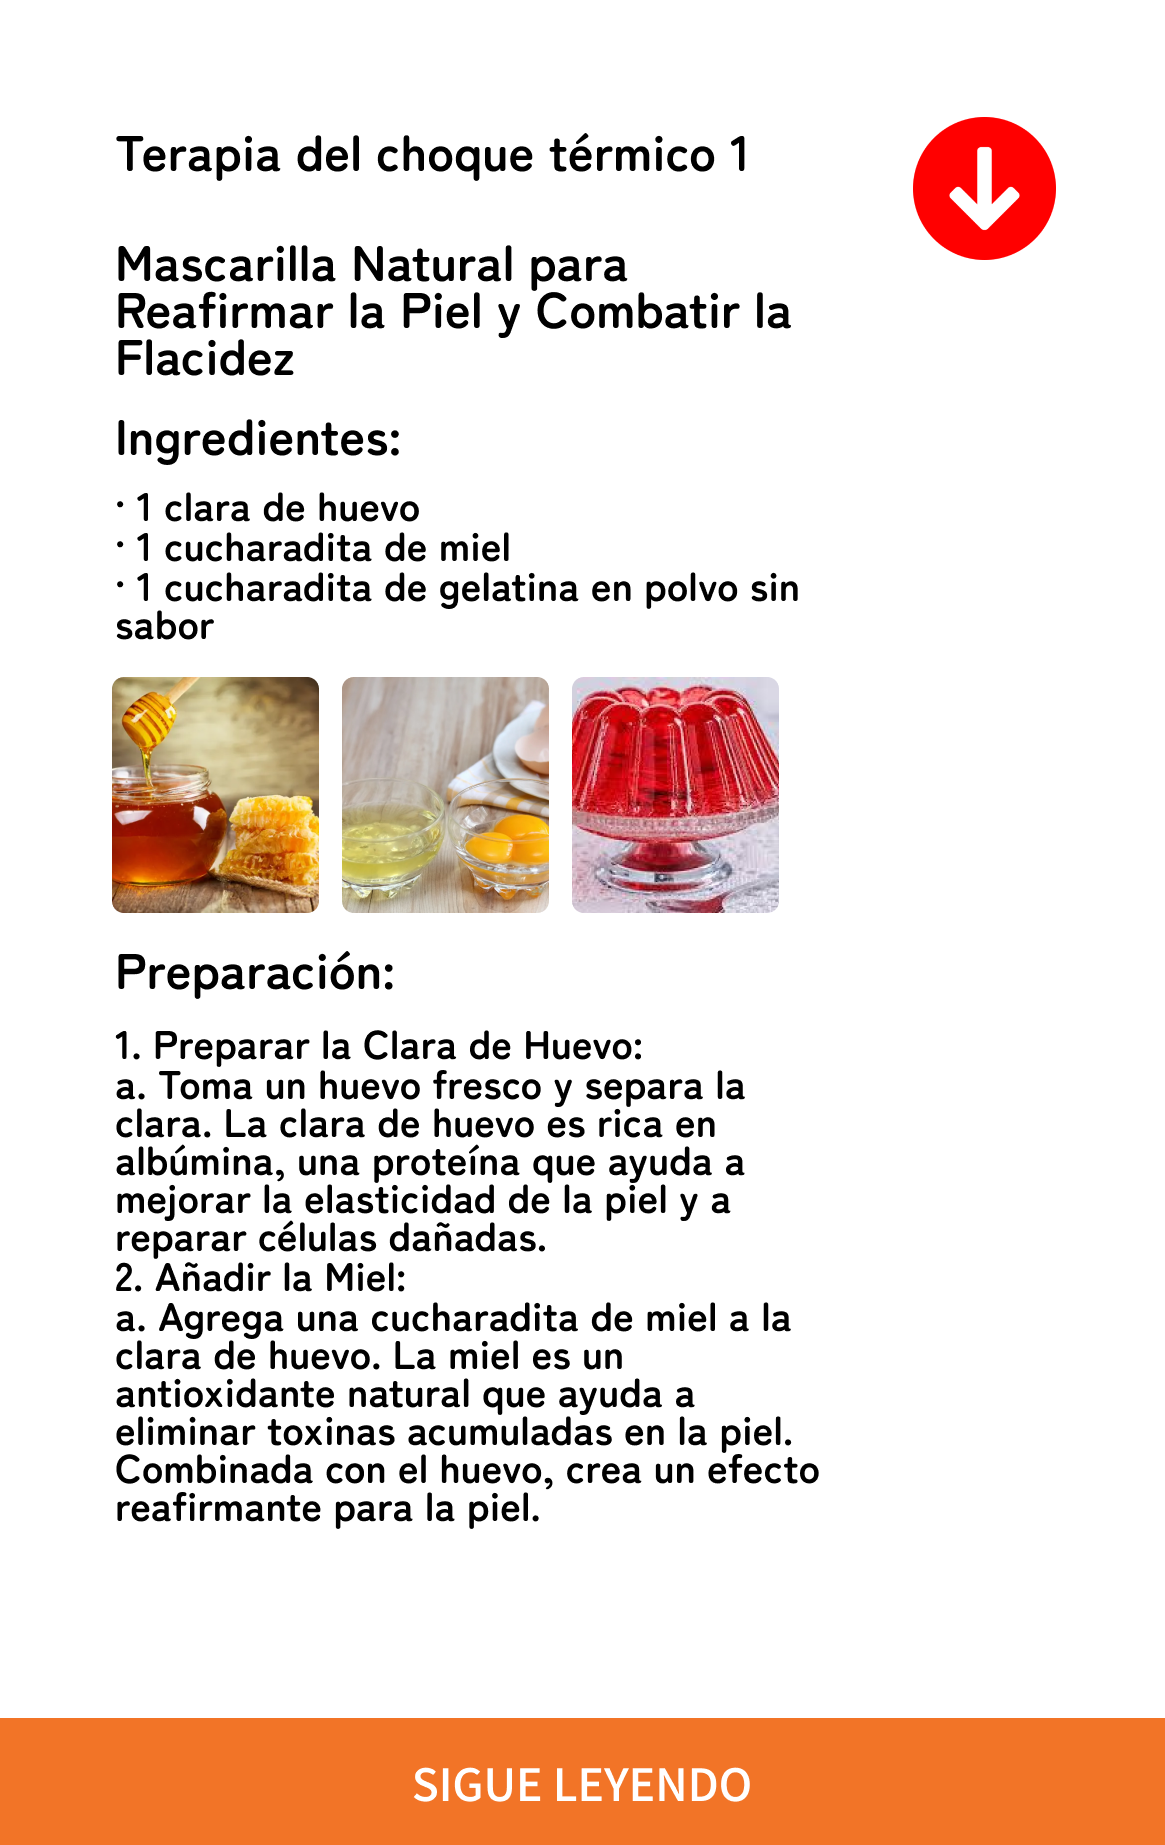 Terapia del choque térmico 1
Mascarilla Natural para
Reafirmar la Piel y Combatir la
Flacidez
Ingredientes:
· 1 clara de huevo
· 1 cucharadita de miel
· 1 cucharadita de gelatina en polvo sin
sabor
Preparación:
1. Preparar la Clara de Huevo:
a. Toma un huevo fresco y separa la
clara. La clara de huevo es rica en
albúmina, una proteína que ayuda a
mejorar la elasticidad de la piel y a
reparar células dañadas.
2. Añadir la Miel:
a. Agrega una cucharadita de miel a la
clara de huevo. La miel es un
antioxidante natural que ayuda a
eliminar toxinas acumuladas en la piel.
Combinada con el huevo, crea un efecto
reafirmante para la piel.
SIGUE LEYENDO